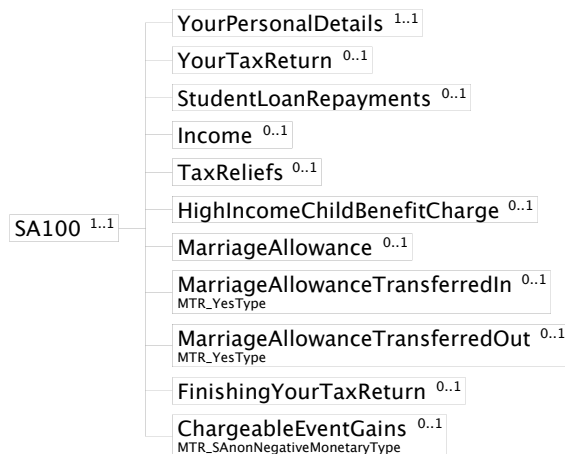 YourPersonalDetails 1..1
YourTaxReturn 0..1
StudentLoanRepayments 0..1
Income 0..1
TaxReliefs 0..1
HighIncomeChildBenefitCharge 0..1
SA100 1..1
MarriageAllowance 0..1
MarriageAllowanceTransferredIn 0..1
MTR_YesType
MarriageAllowanceTransferredOut 0..1
MTR_YesType
FinishingYourTaxReturn 0..1
ChargeableEventGains 0..1
MTR_SAnonNegativeMonetaryType